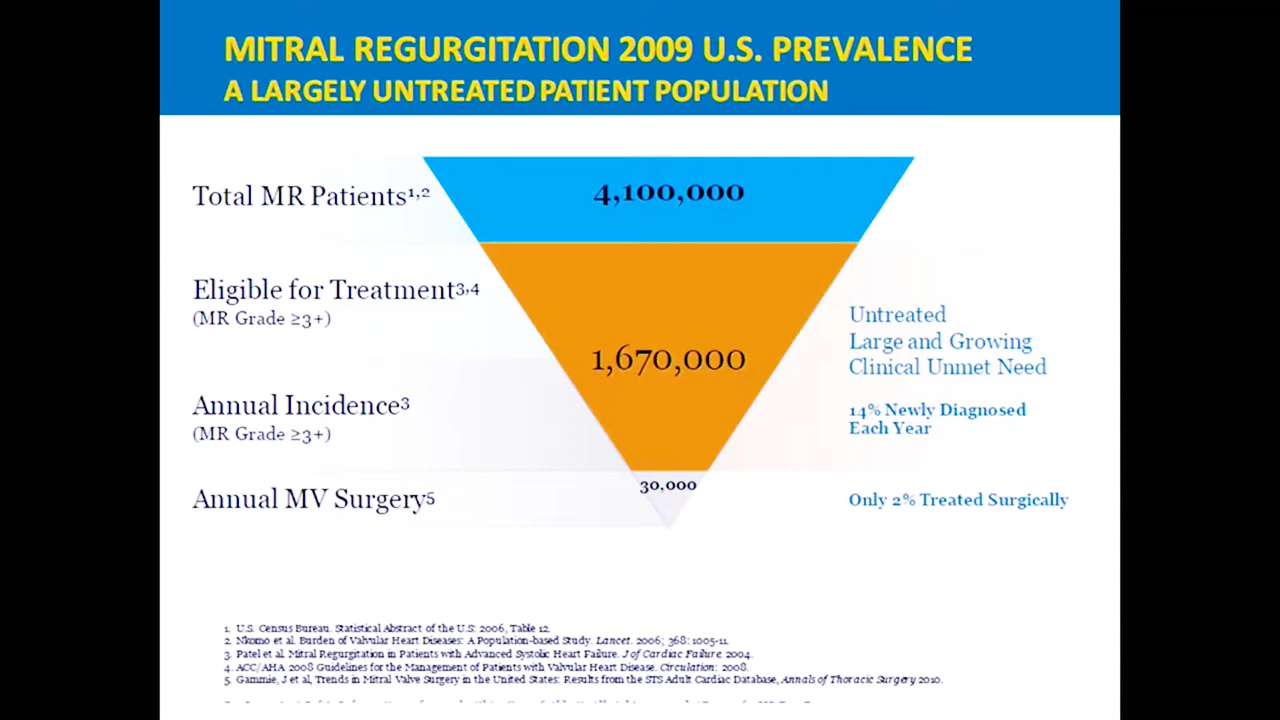 MITRAL REGURGITATION 2009 U.S. PREVALENCE
A LARGELY UNTREATED PATIENT POPULATION
Total MR Patients1,2
4,100,000
Eligible for Treatment3,4
(MR Grade ≥3+)
1,670,000
Untreated
Large and Growing
Clinical Unmet Need
14% Newly Diagnosed
Each Year
Annual Incidence3
(MR Grade ≥3+)
Annual MV Surgery5
30,000
Only 2% Treated Surgically
1. U.S. Census Bureau. Statistical Abstract of the U.S: 2006, Table 12.
2. Nkomo et al. Burden of Valvular Heart Diseases: A Population-based Study. Lancet. 2006; 368: 1005-11.
3. Patel et al. Mitral Regurgitation in Patients with Advanced Systolic Heart Failure. J of Cardiac Failure. 2004.
4. ACC/AHA 2008 Guidelines for the Management of Patients with Valvular Heart Disease. Circulation: 2008.
5. Gammie, J et al, Trends in Mitral Valve Surgery in the United States: Results from the STS Adult Cardiac Database, Annals of Thoracic Surgery 2010.